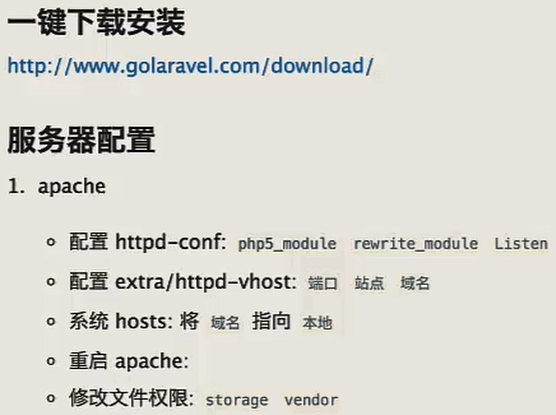 一键下载安装
http://www.golaravel.com/download/
服务器配置
1. apache
配置 httpd-conf: php5_module rewrite_module Listen
配置 extra/httpd-vhost: 端口 站点 域名
系统 hosts: 将 域名 指向 本地
重启 apache:
修改文件权限: storage vendor